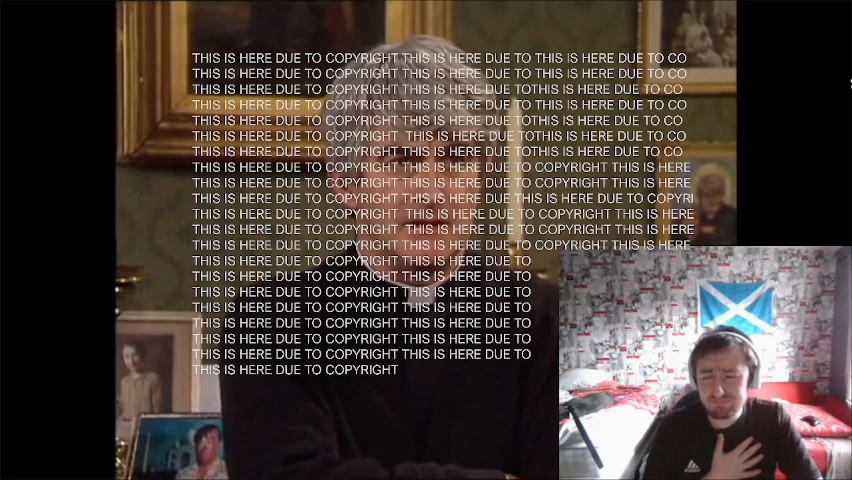 THIS IS HERE DUE TO COPYRIGHT THIS IS HERE DUE TO THIS IS HERE DUE TO CO
THIS IS HERE DUE TO COPYRIGHT THIS IS HERE DUE TO THIS IS HERE DUE TO CO
THIS IS HERE DUE TO COPYRIGHT THIS IS HERE DUE TOTHIS IS HERE DUE TO CO
THIS IS HERE DUE TO COPYRIGHT THIS IS HERE DUE TO THIS IS HERE DUE TO CO
THIS IS HERE DUE TO COPYRIGHT THIS IS HERE DUE TOTHIS IS HERE DUE TO CO
THIS IS HERE DUE TO COPYRIGHT  THIS IS HERE DUE TOTHIS IS HERE DUE TO CO
THIS IS HERE DUE TO COPYRIGHT THIS IS HERE DUE TOTHIS IS HERE DUE TO CO
THIS IS HERE DUE TO COPYRIGHT THIS IS HERE DUE TO COPYRIGHT THIS IS HERE
THIS IS HERE DUE TO COPYRIGHT THIS IS HERE DUE TO COPYRIGHT THIS IS HERE
THIS IS HERE DUE TO COPYRIGHT THIS IS HERE DUE THIS IS HERE DUE TO COPYRI
THIS IS HERE DUE TO COPYRIGHT  THIS IS HERE DUE TO COPYRIGHT THIS IS HERE
THIS IS HERE DUE TO COPYRIGHT  THIS IS HERE DUE TO COPYRIGHT THIS IS HERE
THIS IS HERE DUE TO COPYRIGHT THIS IS HERE DUE TO COPYRIGHT THIS IS HERE
THIS IS HERE DUE TO COPYRIGHT THIS IS HERE DUE TO
THIS IS HERE DUE TO COPYRIGHT THIS IS HERE DUE TO
THIS IS HERE DUE TO COPYRIGHT THIS IS HERE DUE TO
THIS IS HERE DUE TO COPYRIGHT THIS IS HERE DUE TO
THIS IS HERE DUE TO COPYRIGHT THIS IS HERE DUE TO
THIS IS HERE DUE TO COPYRIGHT THIS IS HERE DUE TO
THIS IS HERE DUE TO COPYRIGHT THIS IS HERE DUE TO
THIS IS HERE DUE TO COPYRIGHT